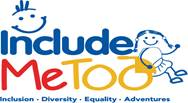 Include
MeToo
Inclusion · Diversity · Equality · Adventures